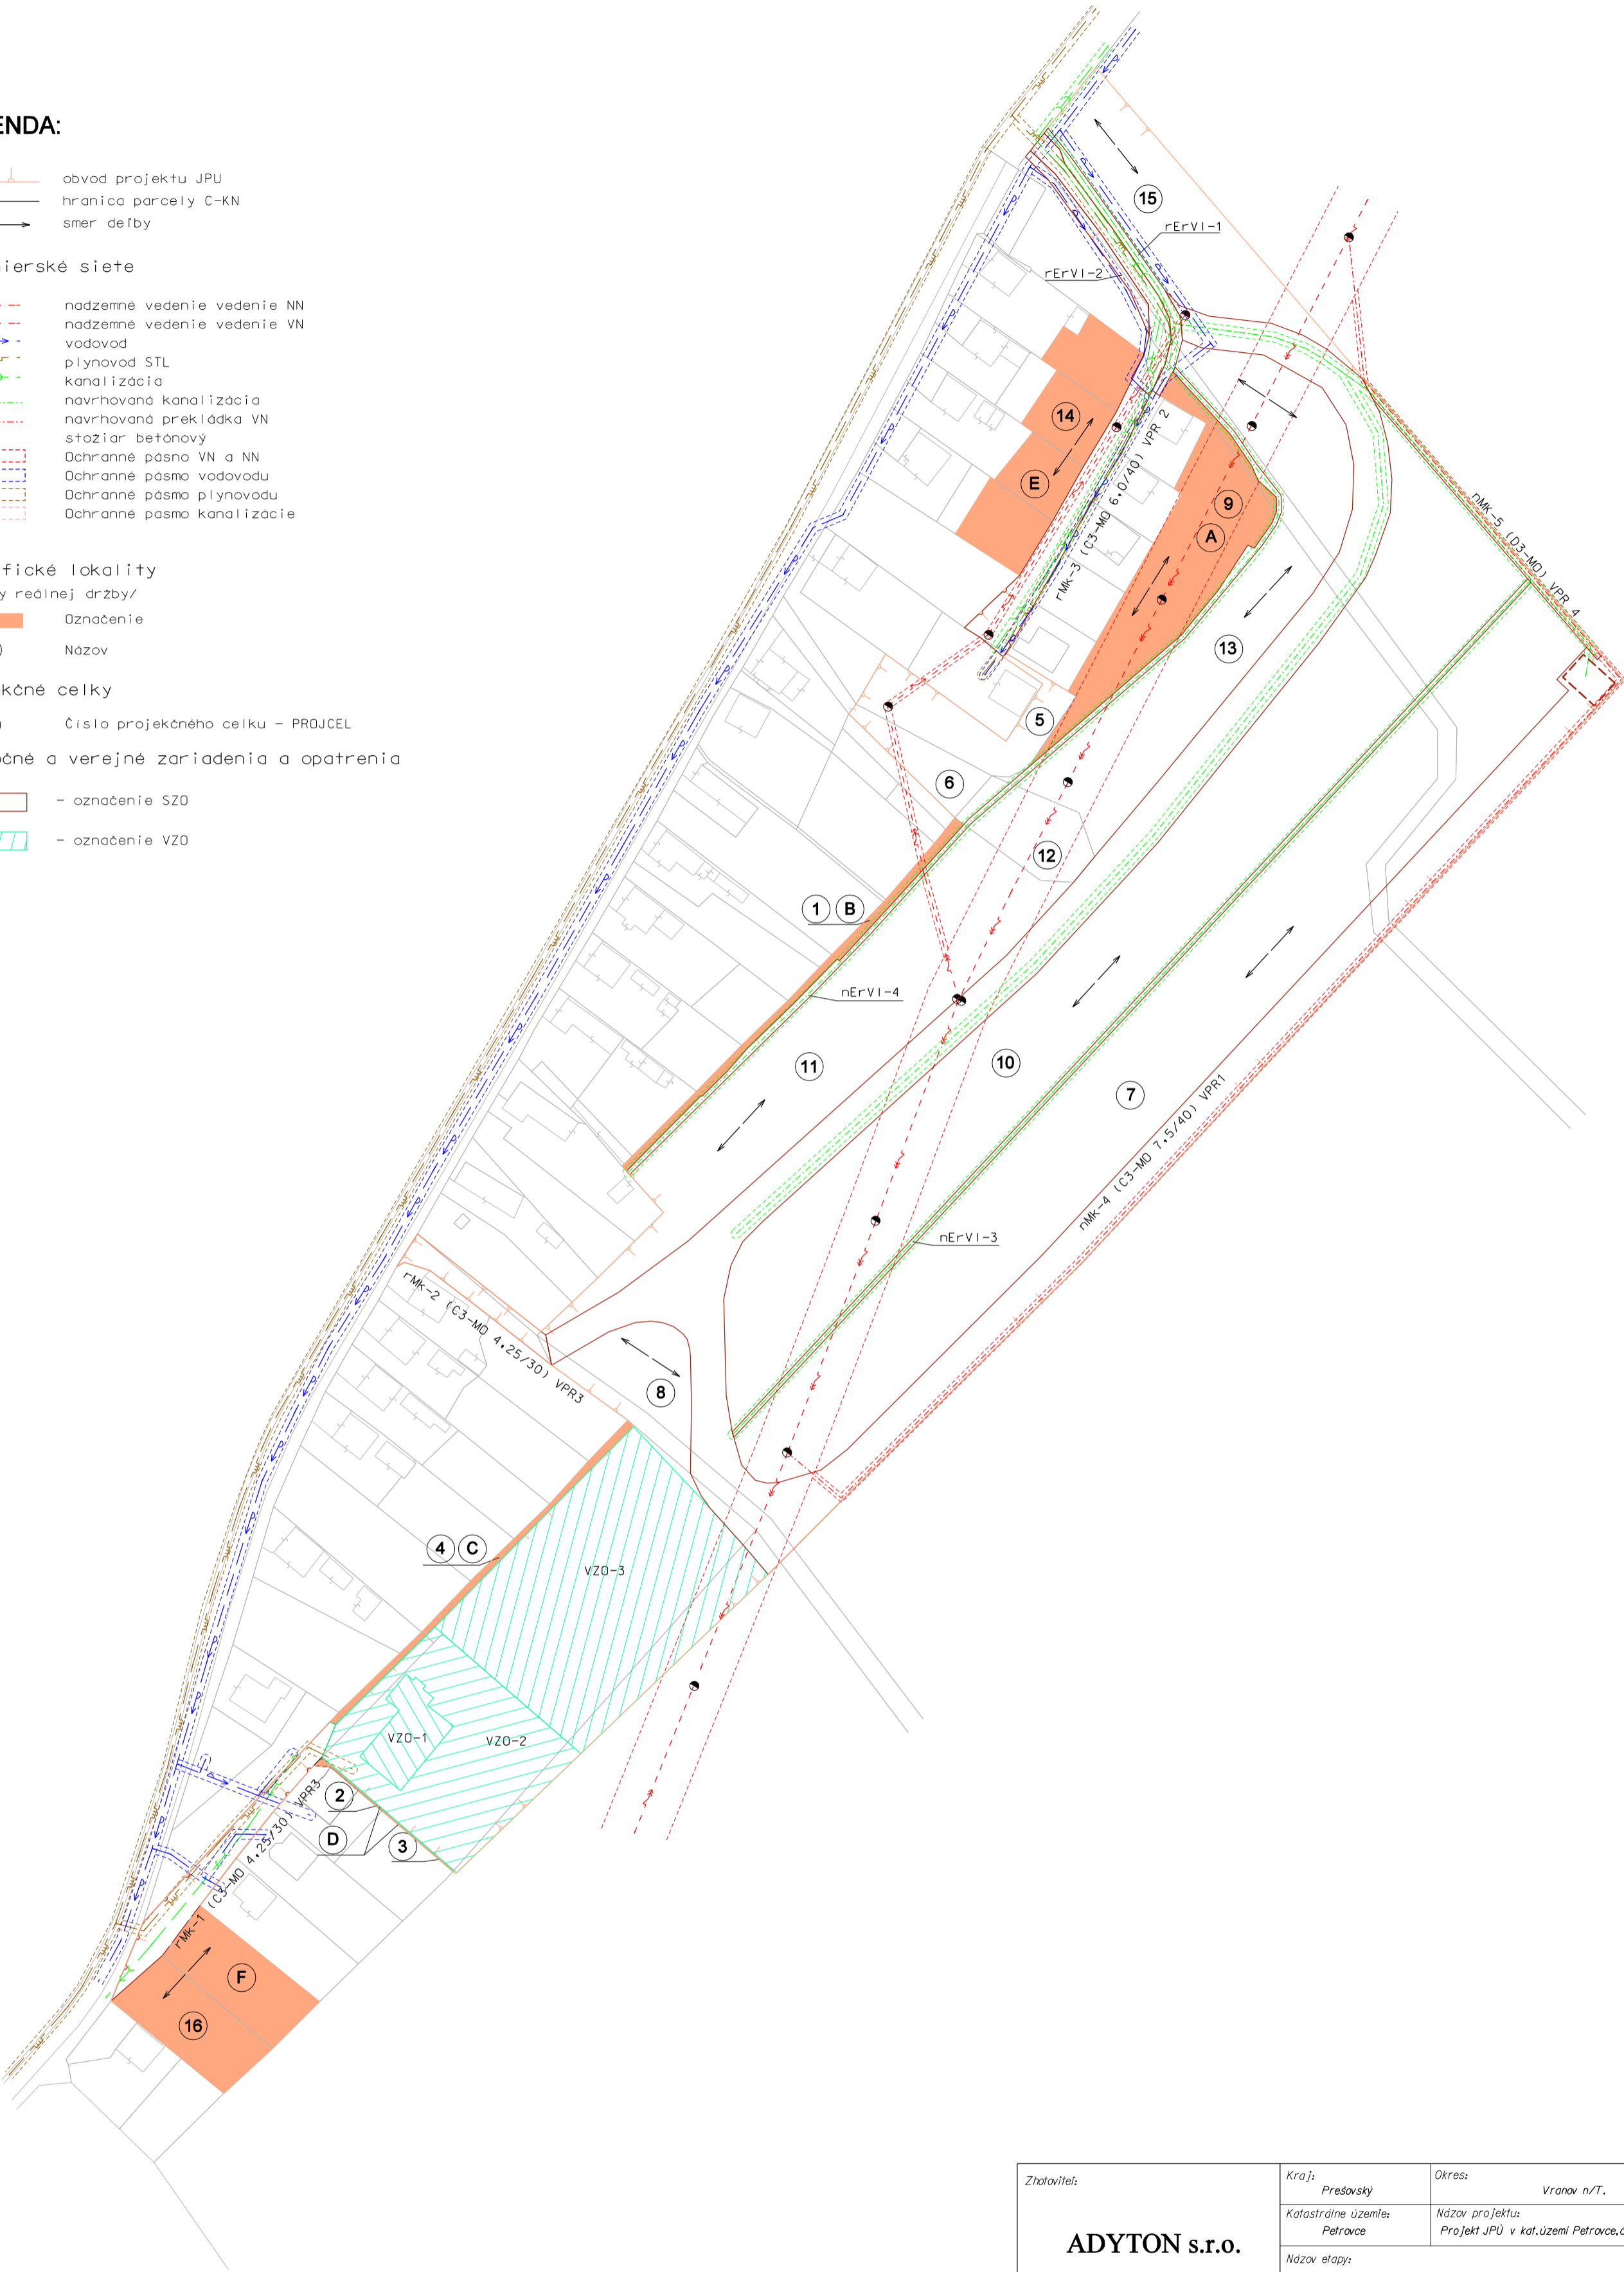 ENDA:
obvod projektu JPU
hranica parcely C-KN
smer deľby
ierské siete
nadzemné vedenie vedenie NN
nadzemné vedenie vedenie VN
vodovod
plynovod STL
kanalizácia
navrhovaná kanalizácia
navrhovaná prekládka VN
stožiar betónový
Ochranné pásno VN a NN
Ochranné pásmo vodovodu
Ochranné pásmo plynovodu
Ochranné pasmo kanalizácie
fické lokality
y reálnej držby/
Označenie
Názov
kčné celky
Číslo projekčného celku - PROJCEL
čné a verejné zariadenia a opatrenia
- označenie SZO
- označenie VZO
15
rErVI-1
rErVI-2
14
E
rMK-3 (C3-MO 6,0/40) VPR 2
9
A
nMK-5 (D3-MO) VPR 4
13
5
6
12
1 B
nErVI-4
11
10
7
nMK-4 (C3-MO 7,5/40) VPR1
nErVI-3
rMK-2 (C3-MO 4,25/30) VPR3
8
4 C
VZO-3
VZO-1
VZO-2
2
D
3
rMK-1 (C3-MO 4,25/30) VPR3
F
16
Zhotoviteľ:
ADYTON s.r.o.
Kraj:
Prešovský
Okres:
Vranov n/T.
Katastrálne územie:
Petrovce
Názov projektu:
Projekt JPÚ v kat.území Petrovce,
Názov etapy: